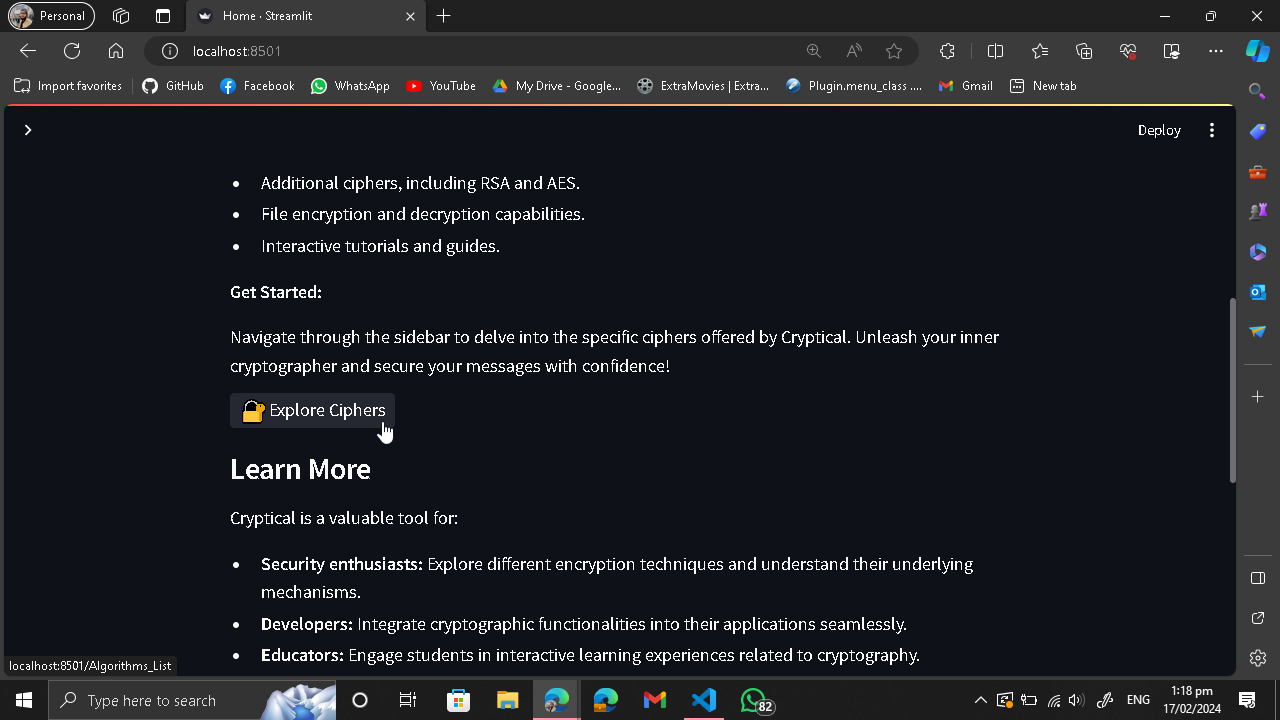 Personal
Home · Streamlit
localhost:8501
Import favorites
GitHub
Facebook
WhatsApp
YouTube
My Drive - Google...
ExtraMovies | Extra...
Plugin.menu_class ....
Gmail
New tab
Deploy
• Additional ciphers, including RSA and AES.
• File encryption and decryption capabilities.
• Interactive tutorials and guides.
Get Started:
Navigate through the sidebar to delve into the specific ciphers offered by Cryptical. Unleash your inner
cryptographer and secure your messages with confidence!
Explore Ciphers
Learn More
Cryptical is a valuable tool for:
• Security enthusiasts: Explore different encryption techniques and understand their underlying
mechanisms.
• Developers: Integrate cryptographic functionalities into their applications seamlessly.
• Educators: Engage students in interactive learning experiences related to cryptography.
localhost:8501/Algorithms_List
Type here to search
82
ENG
1:18 pm
17/02/2024